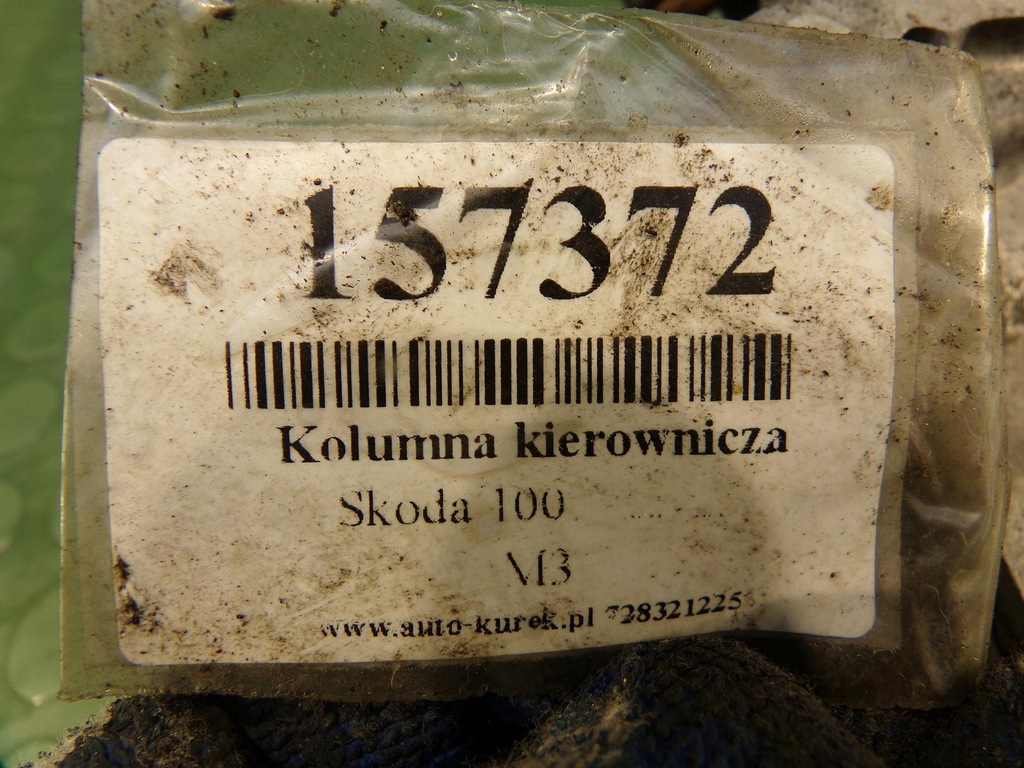 157372
Kolumna kierownicza
Skoda 100
M3
www.auto-kurek.pl 728321225